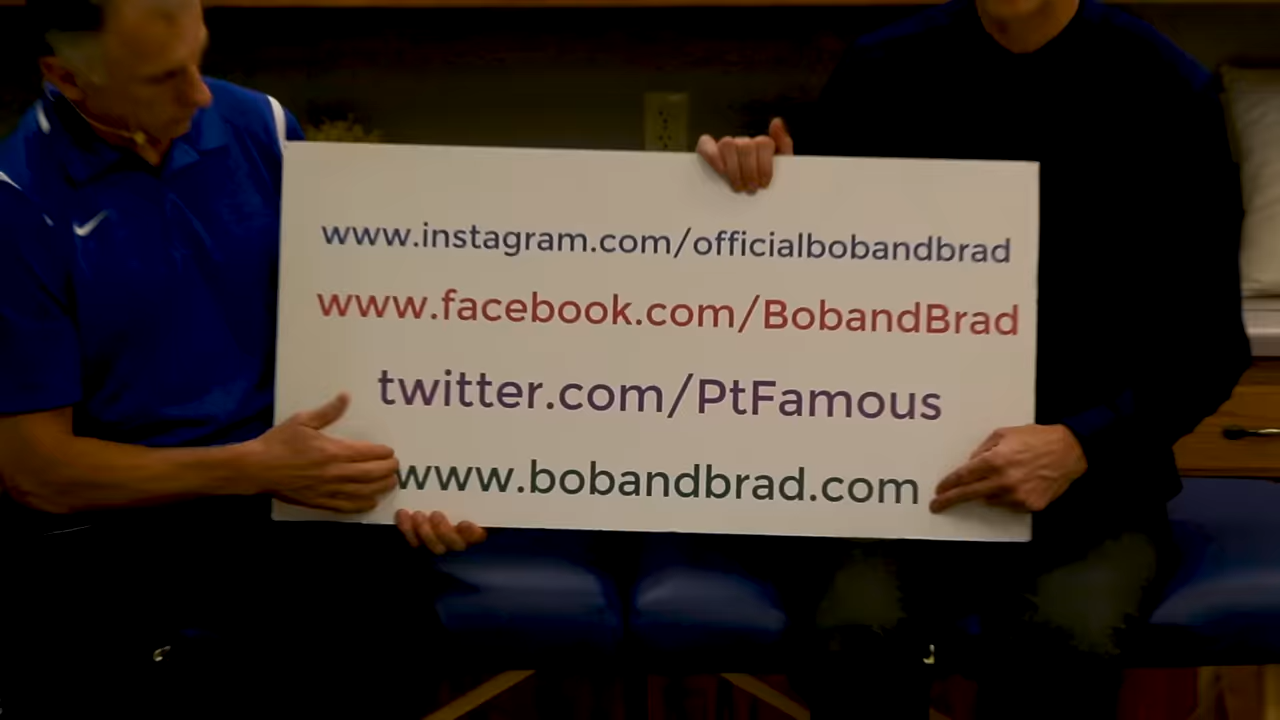 www.instagram.com/officialbobandbrad
www.facebook.com/BobandBrad
twitter.com/PtFamous
www.bobandbrad.com